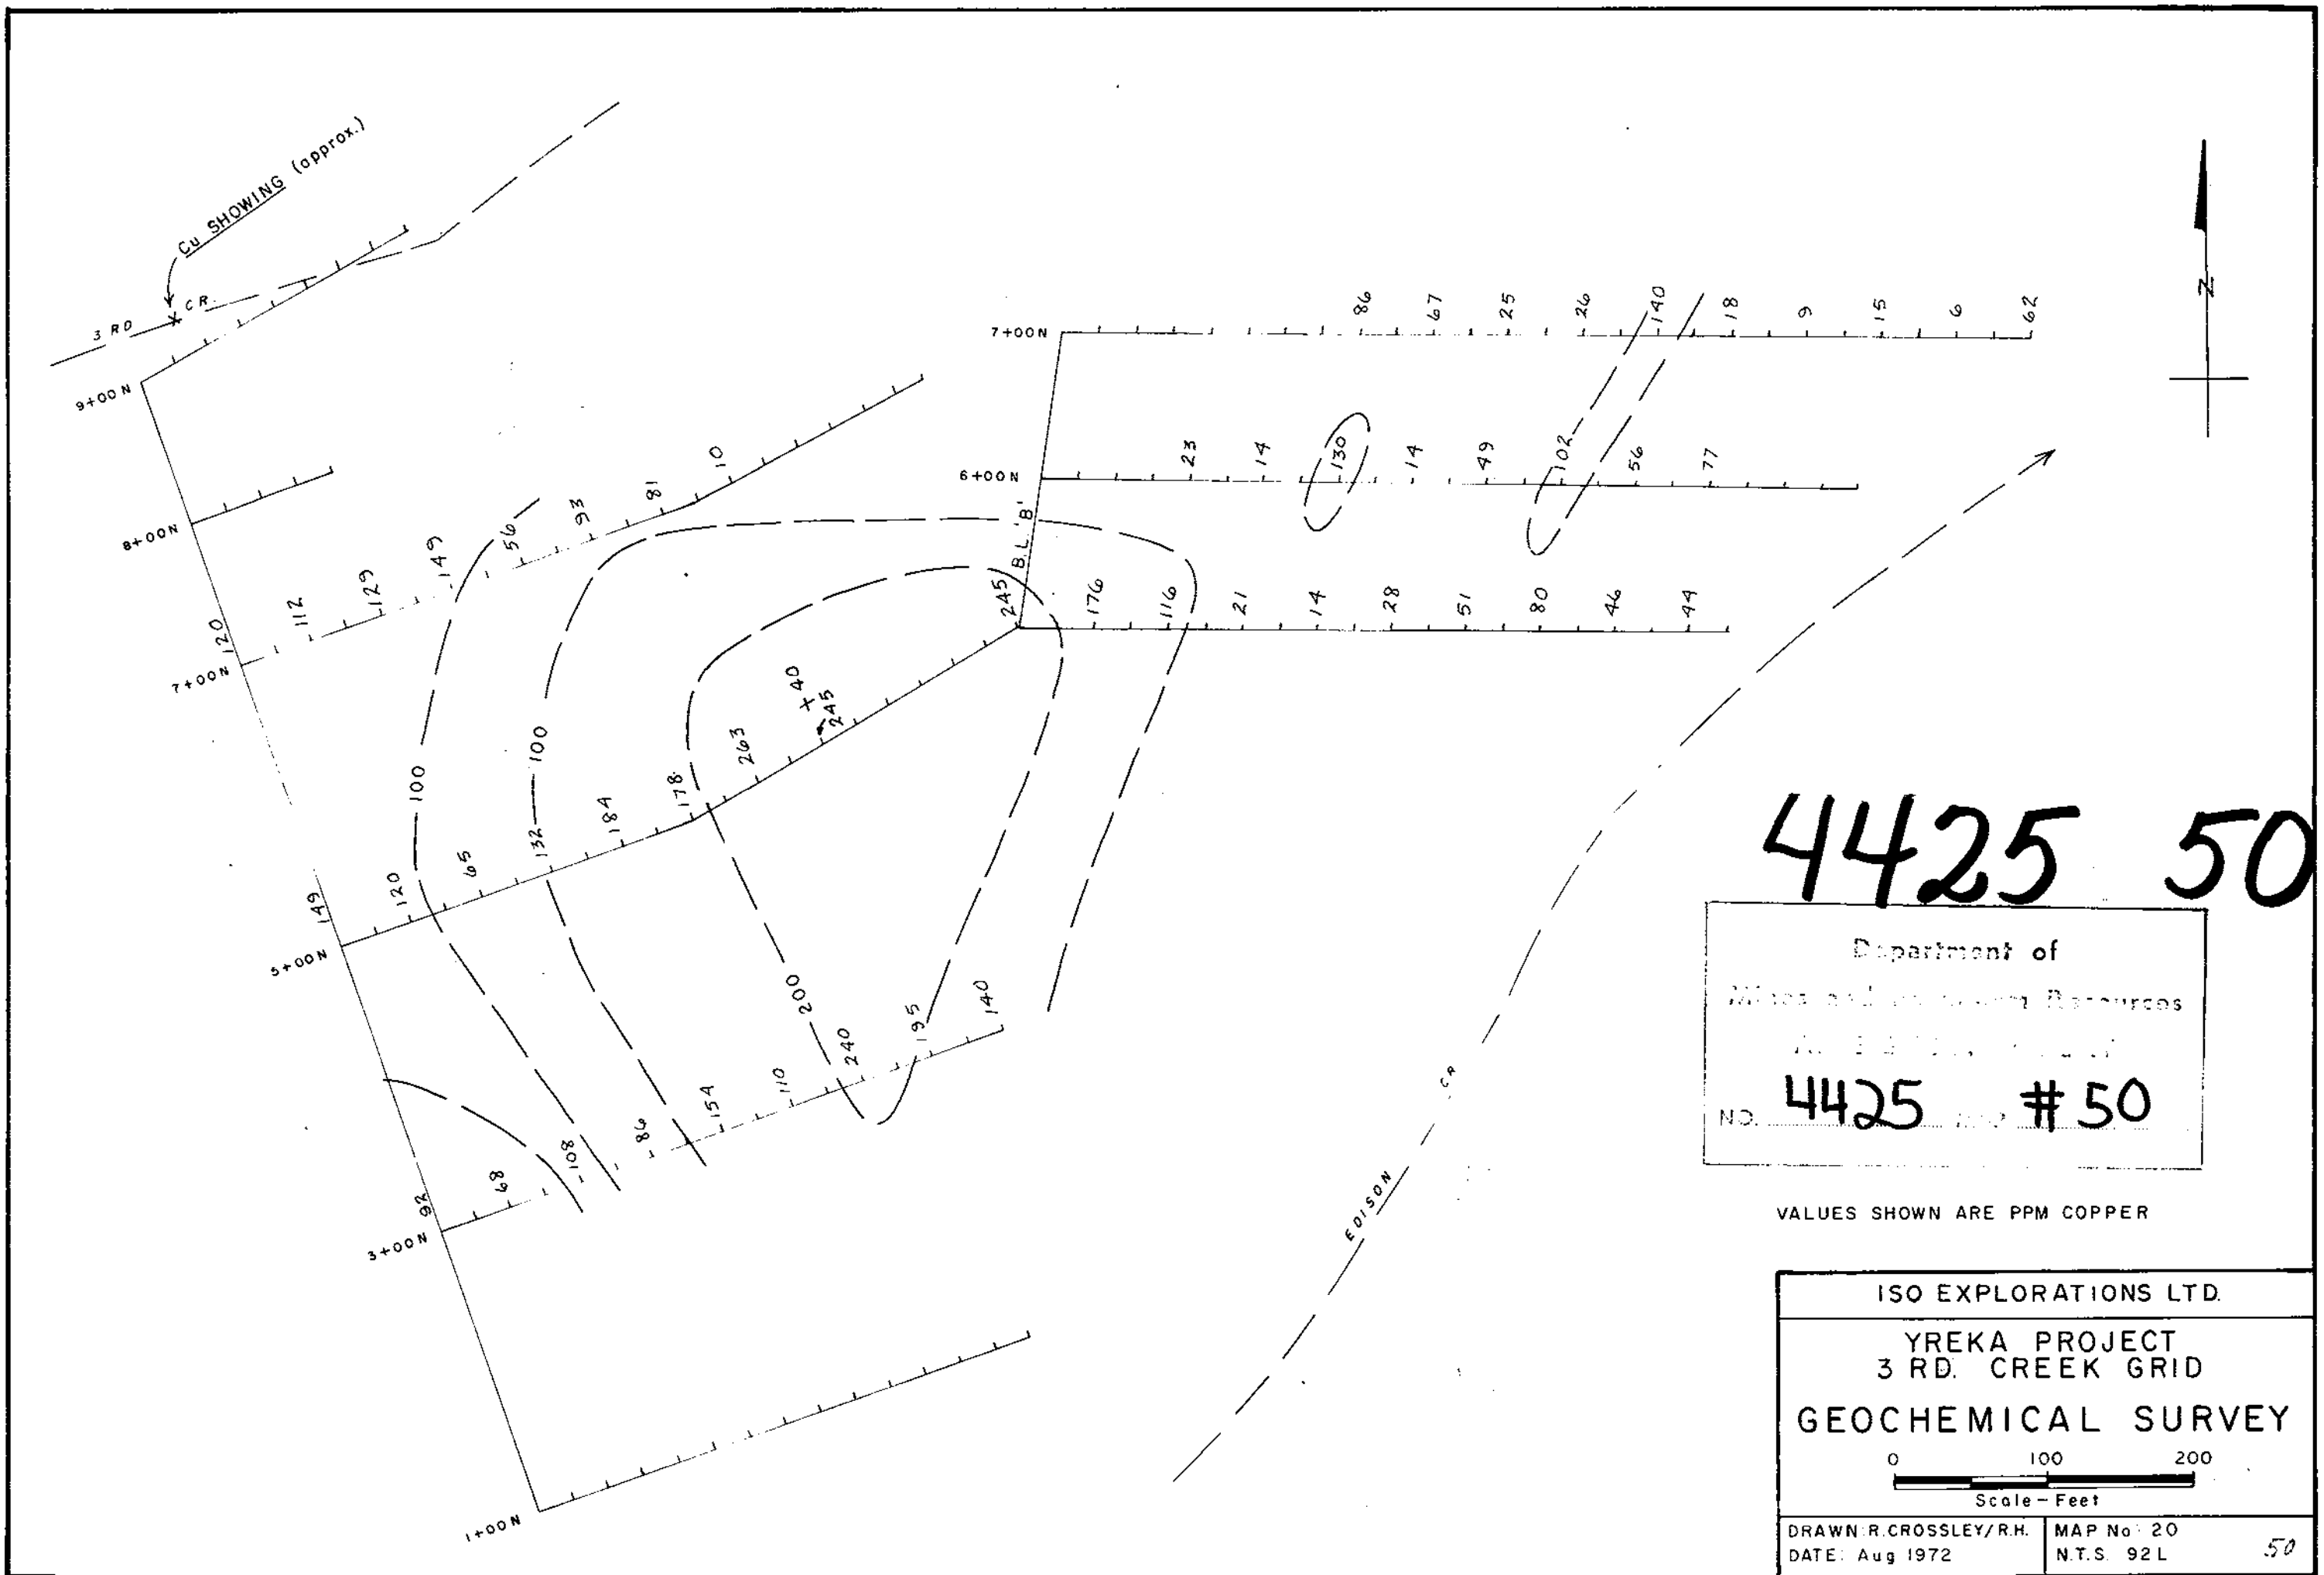 Cu SHOWING (approx.)
3 RD CR.
9+00 N
8+00 N
7+00 N
120 112 129 149 56 93 81 10
7+00 N
86 67 25 26 140 18 9 15 6 62
6+00 N
23 14 130 14 49 102 56 77
B.L. 'B'
245 176 116 21 14 28 51 80 46 44
+40
245
263
178
184
132
65
120
149
5+00 N
100
100
200
3+00 N
92 68 108 86 154 110 240 195 140
1+00 N
EDISON CR
N
4425 50
Department of
Resources
NO. 4425 #50
VALUES SHOWN ARE PPM COPPER
ISO EXPLORATIONS LTD.
YREKA PROJECT
3 RD. CREEK GRID
GEOCHEMICAL SURVEY
0 100 200
Scale - Feet
DRAWN: R. CROSSLEY/R.H.
DATE: Aug 1972
MAP No: 20
N.T.S. 92 L
50